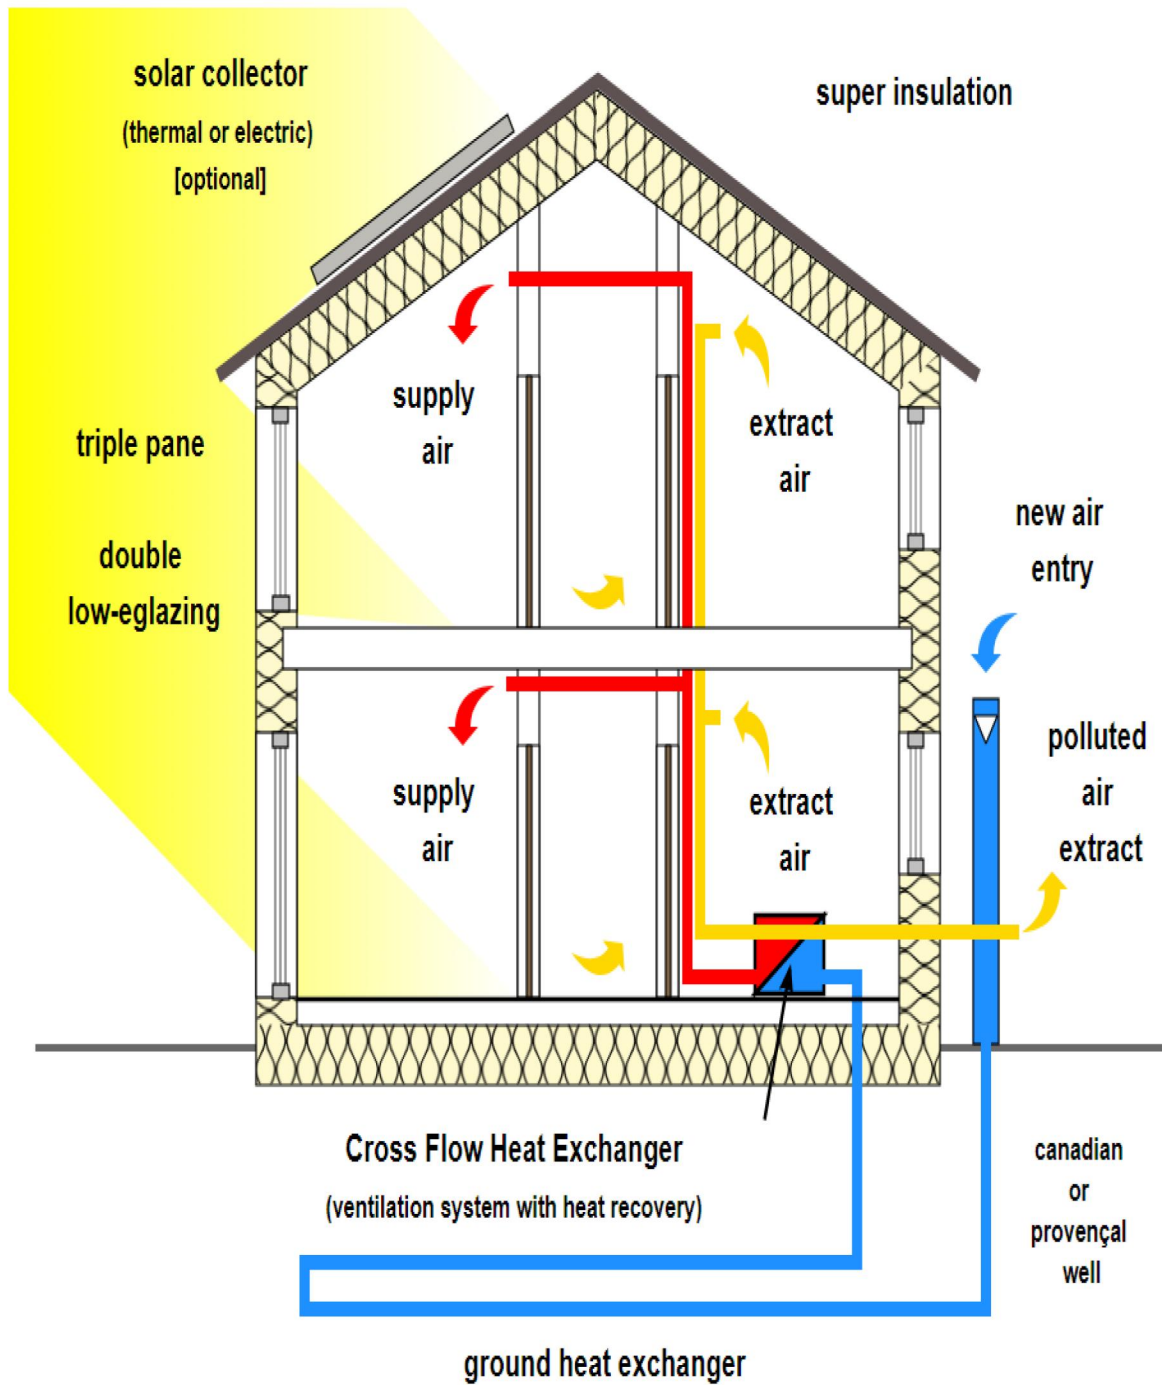 solar collector
(thermal or electric)
[optional]
super insulation
supply
air
extract
air
triple pane
double
low-eglazing
new air
entry
supply
air
extract
air
polluted
air
extract
Cross Flow Heat Exchanger
(ventilation system with heat recovery)
canadian
or
provençal
well
ground heat exchanger